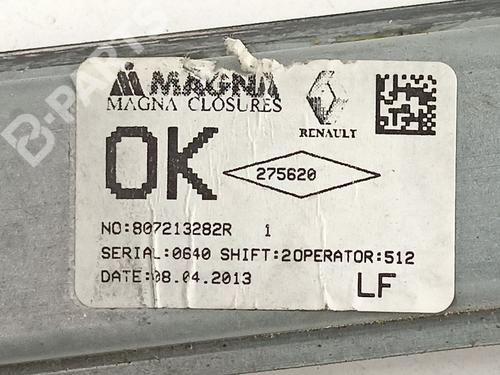 MAGNA
MAGNA CLOSURES
RENAULT
OK
275620
NO:807213282R 1
SERIAL:0640 SHIFT:2OPERATOR:512
DATE:08.04.2013
LF
B-PARTS